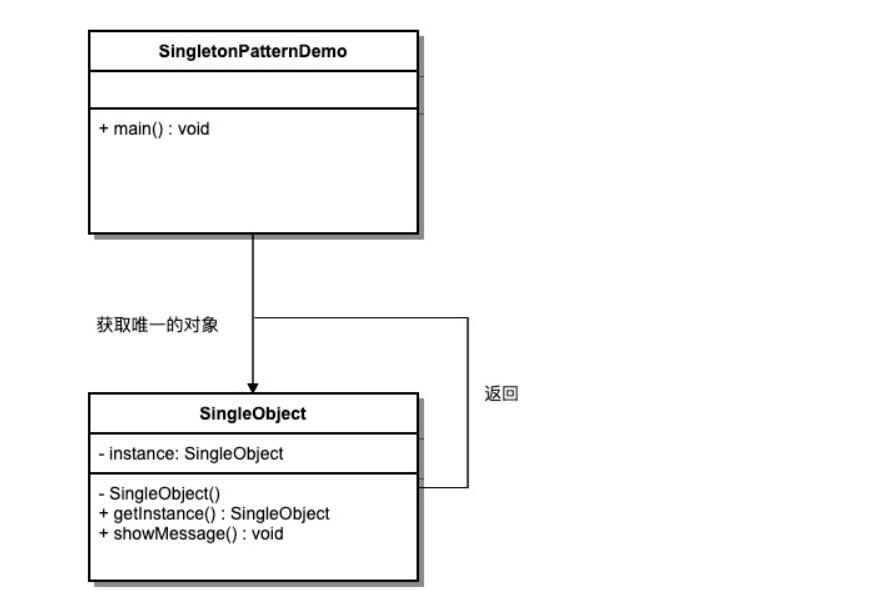 SingletonPatternDemo
+ main() : void
获取唯一的对象
返回
SingleObject
- instance: SingleObject
- SingleObject()
+ getInstance() : SingleObject
+ showMessage() : void